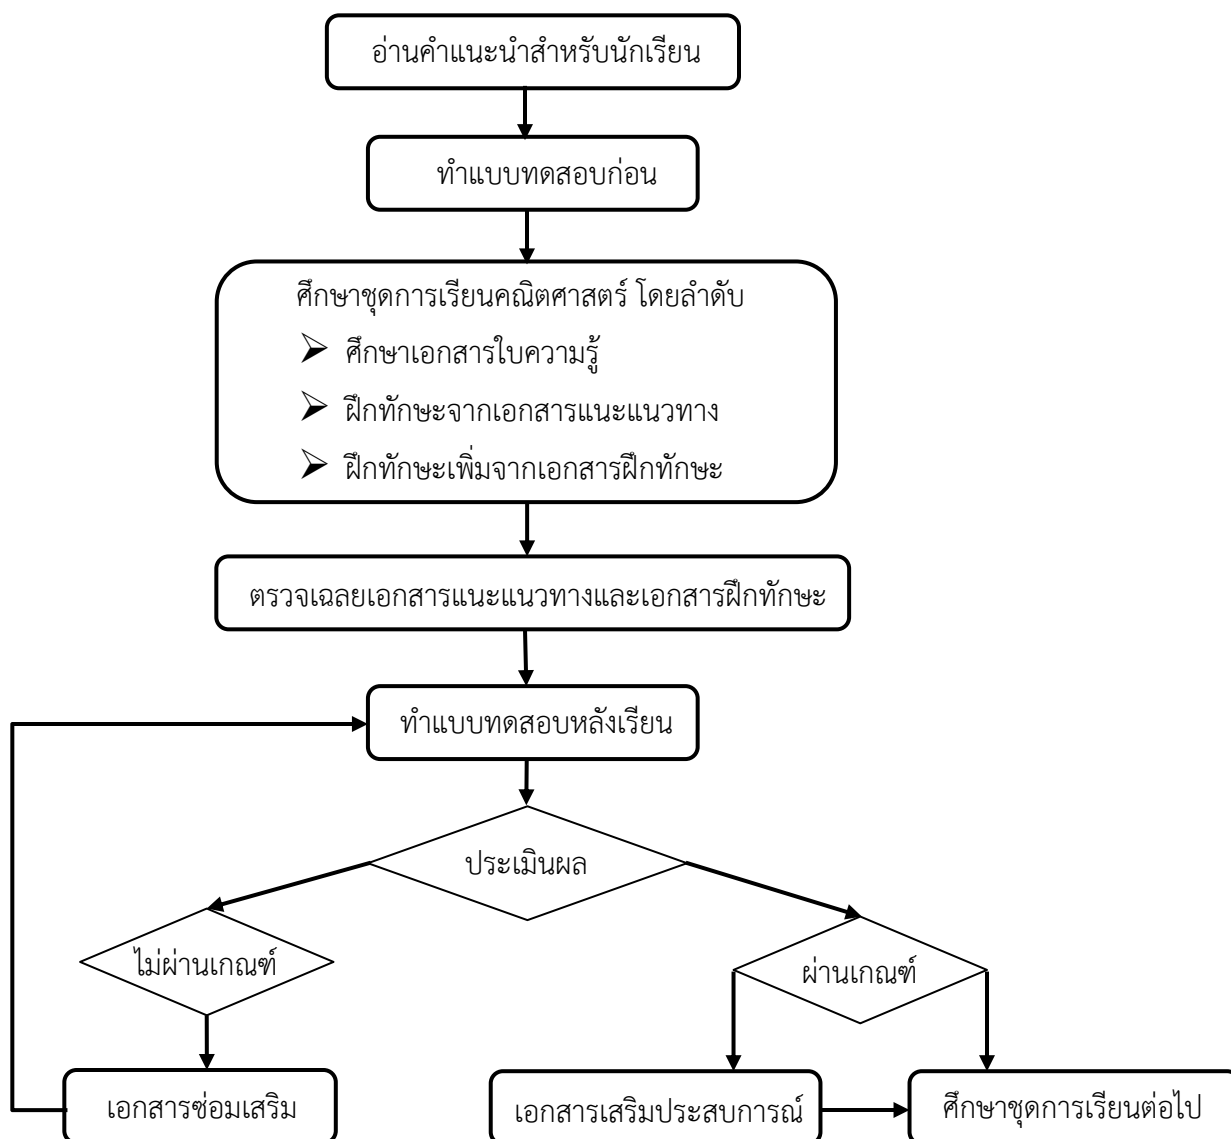 อ่านคำแนะนำสำหรับนักเรียน
ทำแบบทดสอบก่อน
ศึกษาชุดการเรียนคณิตศาสตร์ โดยลำดับ
ศึกษาเอกสารใบความรู้
ฝึกทักษะจากเอกสารแนะแนวทาง
ฝึกทักษะเพิ่มจากเอกสารฝึกทักษะ
ตรวจเฉลยเอกสารแนะแนวทางและเอกสารฝึกทักษะ
ทำแบบทดสอบหลังเรียน
ประเมินผล
ไม่ผ่านเกณฑ์
ผ่านเกณฑ์
เอกสารซ่อมเสริม
เอกสารเสริมประสบการณ์
ศึกษาชุดการเรียนต่อไป